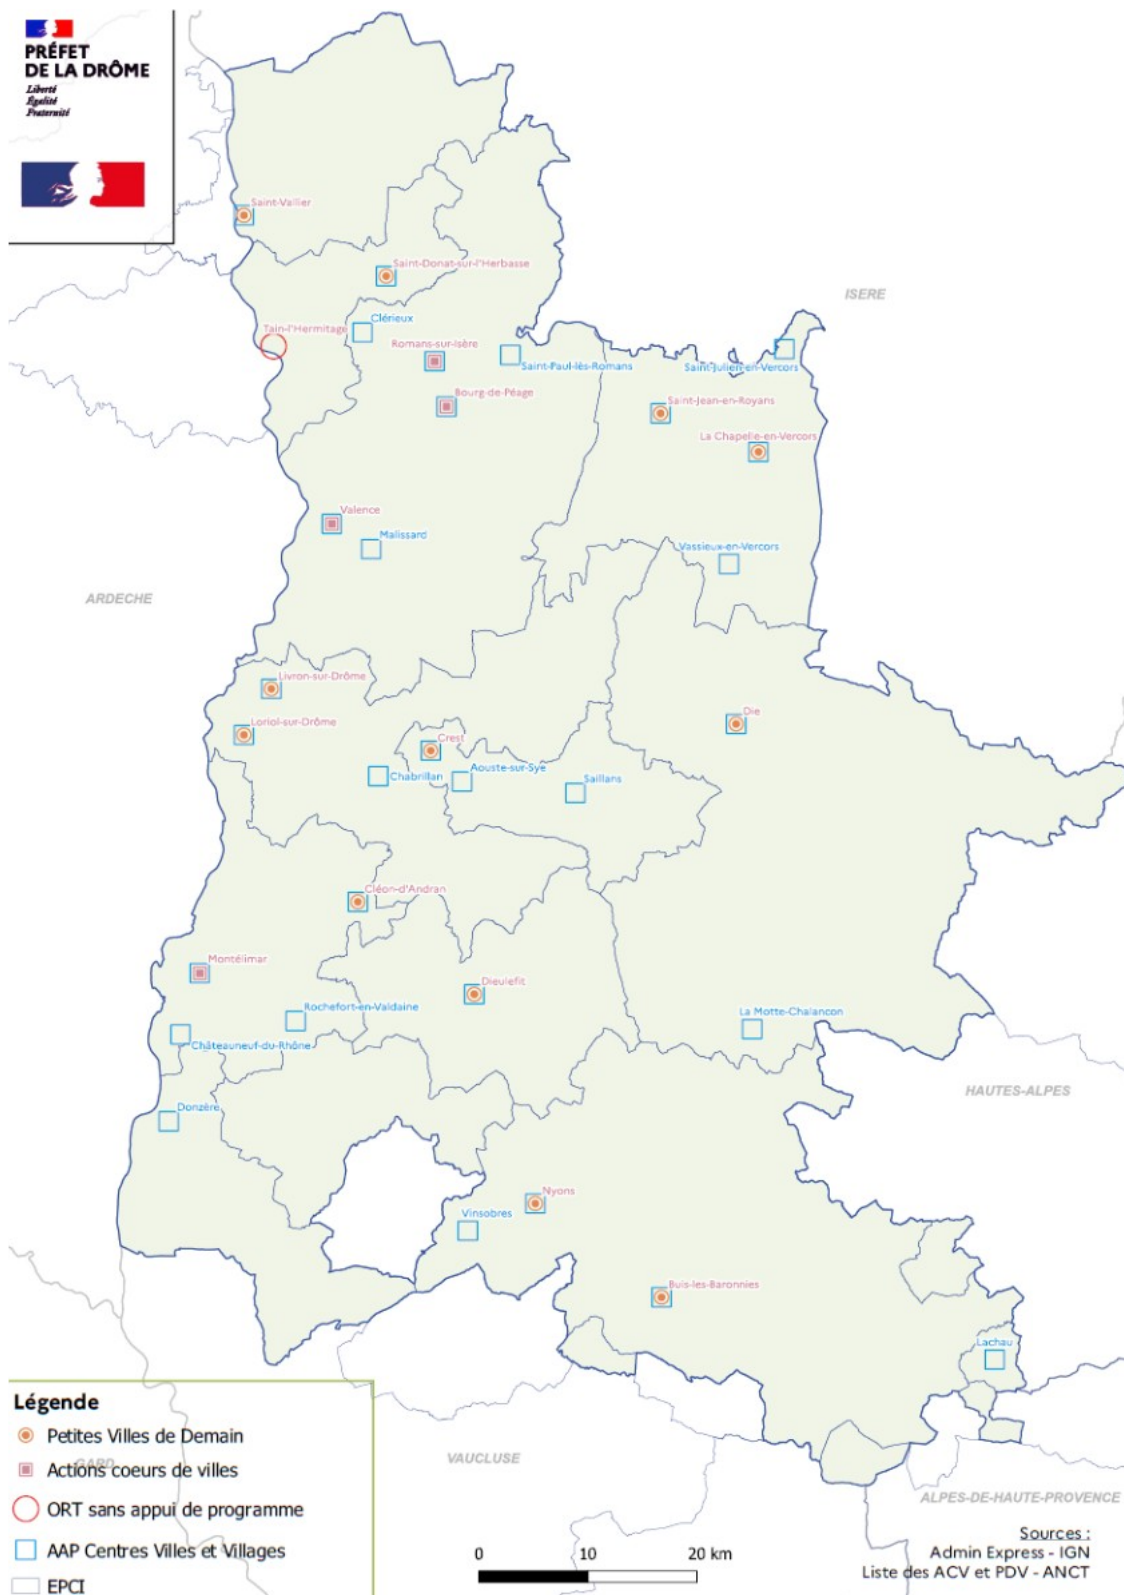 PRÉFET
DE LA DRÔME
Liberté
Égalité
Fraternité
Saint-Vallier
Saint-Donat-sur-l'Herbasse
ISERE
Clérieux
Tain-l'Hermitage
Romans-sur-Isère
Saint-Paul-lès-Romans
Saint-Julien-en-Vercors
Bourg-de-Péage
Saint-Jean-en-Royans
La Chapelle-en-Vercors
Valence
Malissard
Vassieux-en-Vercors
ARDECHE
Livron-sur-Drôme
Loriol-sur-Drôme
Die
Crest
Chabrillan
Aouste-sur-Sye
Saillans
Cléon-d'Andran
Montélimar
Dieulefit
Rochefort-en-Valdaine
La Motte-Chalancon
Châteauneuf-du-Rhône
HAUTES-ALPES
Donzère
Nyons
Vinsobres
Buis-les-Baronnies
Lachau
Légende
Petites Villes de Demain
GARD
Actions coeurs de villes
ORT sans appui de programme
AAP Centres Villes et Villages
EPCI
VAUCLUSE
ALPES-DE-HAUTE-PROVENCE
0 10 20 km
Sources :
Admin Express - IGN
Liste des ACV et PDV - ANCT